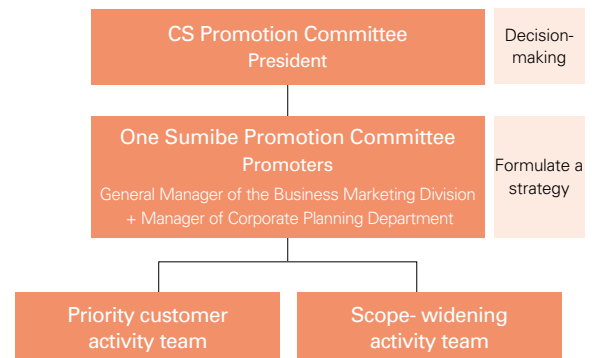 CS Promotion Committee
President
Decision-
making
One Sumibe Promotion Committee
Promoters
General Manager of the Business Marketing Division
+ Manager of Corporate Planning Department
Formulate a
strategy
Priority customer
activity team
Scope- widening
activity team